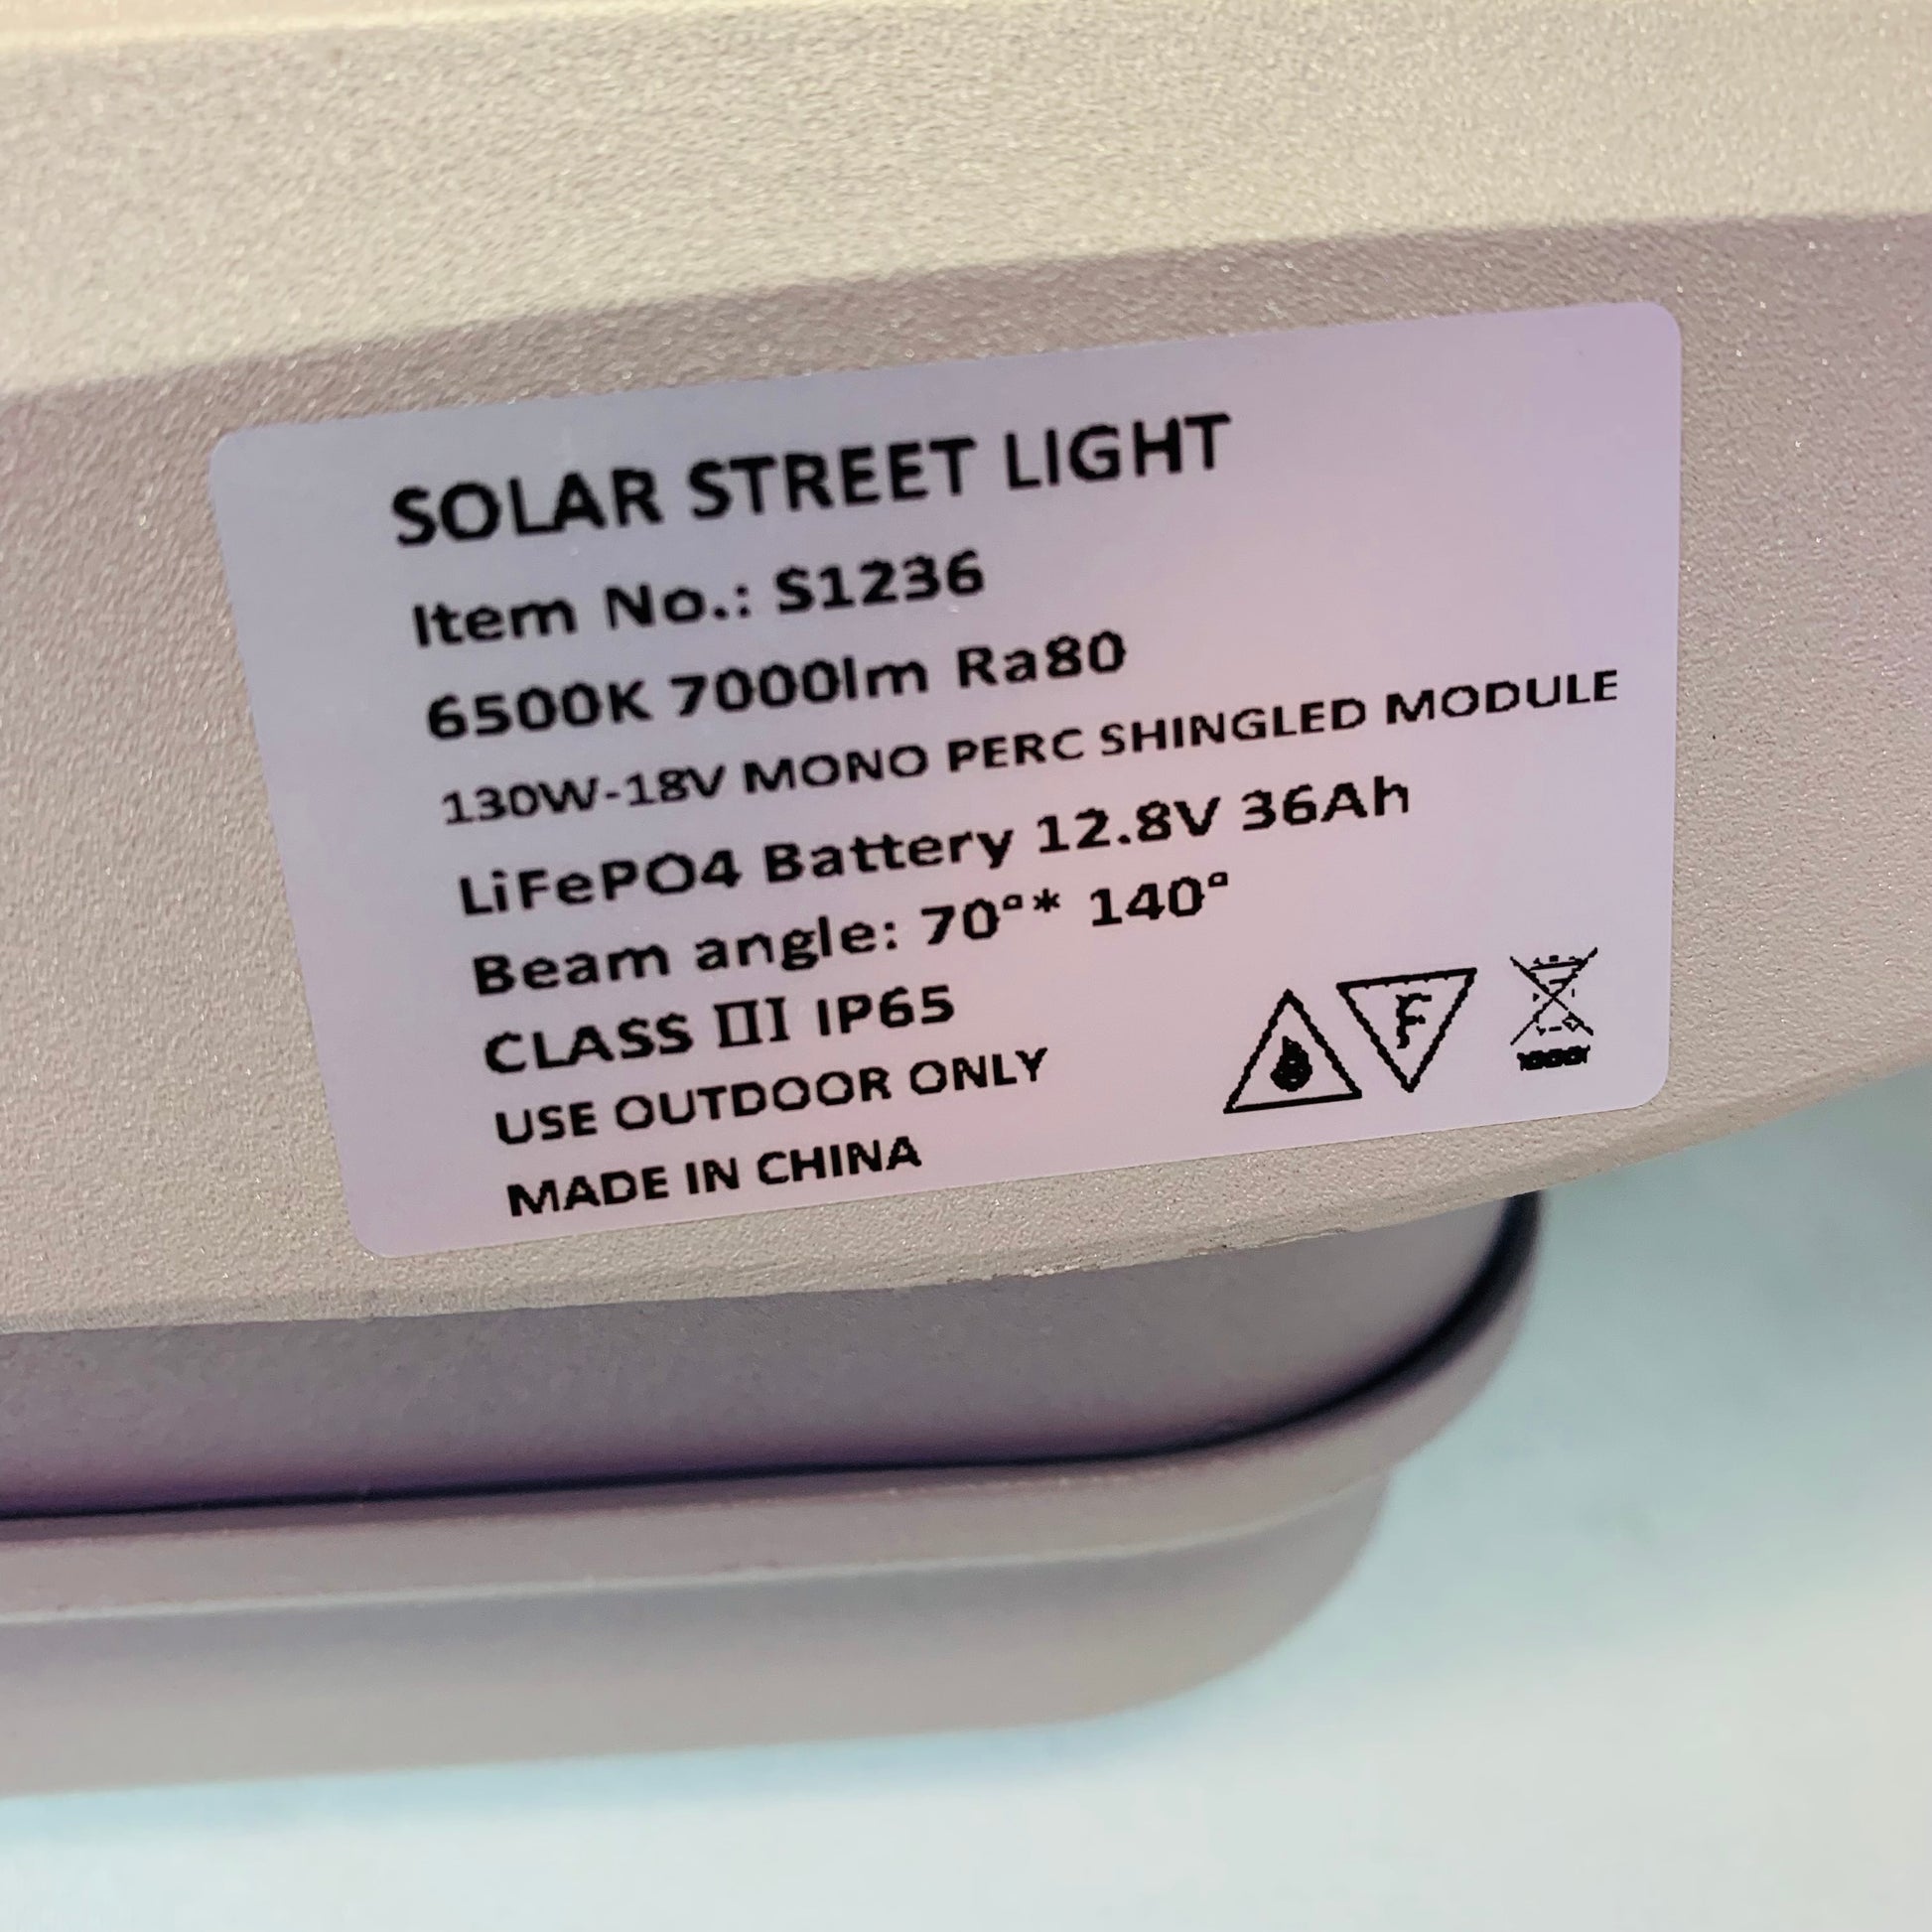 SOLAR STREET LIGHT
Item No.: S1236
6500K 7000lm Ra80
130W-18V MONO PERC SHINGLED MODULE
LiFePO4 Battery 12.8V 36Ah
Beam angle: 70°* 140°
CLASS III IP65
USE OUTDOOR ONLY
MADE IN CHINA
F